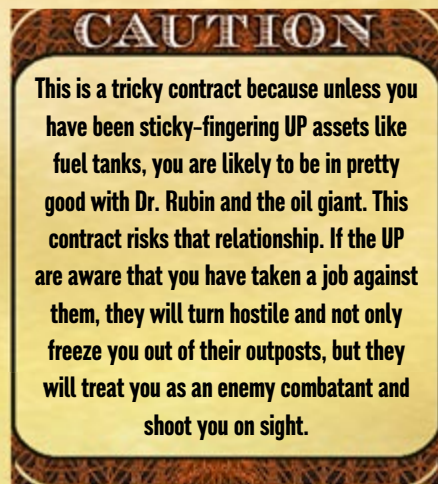 CAUTION
This is a tricky contract because unless you
have been sticky-fingering UP assets like
fuel tanks, you are likely to be in pretty
good with Dr. Rubin and the oil giant. This
contract risks that relationship. If the UP
are aware that you have taken a job against
them, they will turn hostile and not only
freeze you out of their outposts, but they
will treat you as an enemy combatant and
shoot you on sight.